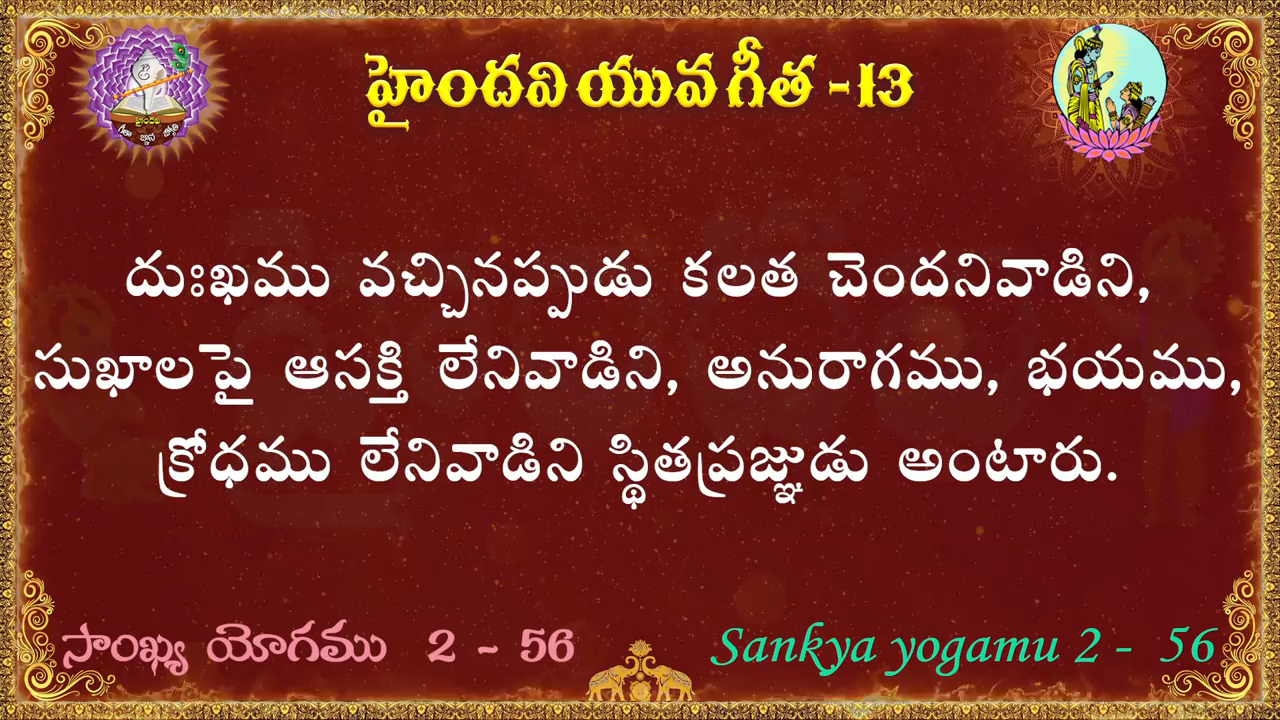 హైందవి యువ గీత - 13
హైందవి
గీతా జ్ఞాన జ్యోతి
దుఃఖము వచ్చినప్పుడు కలత చెందనివాడిని,
సుఖాలపై ఆసక్తి లేనివాడిని, అనురాగము, భయము,
క్రోధము లేనివాడిని స్థితప్రజ్ఞుడు అంటారు.
సాంఖ్య యోగము 2 - 56
Sankya yogamu 2 - 56